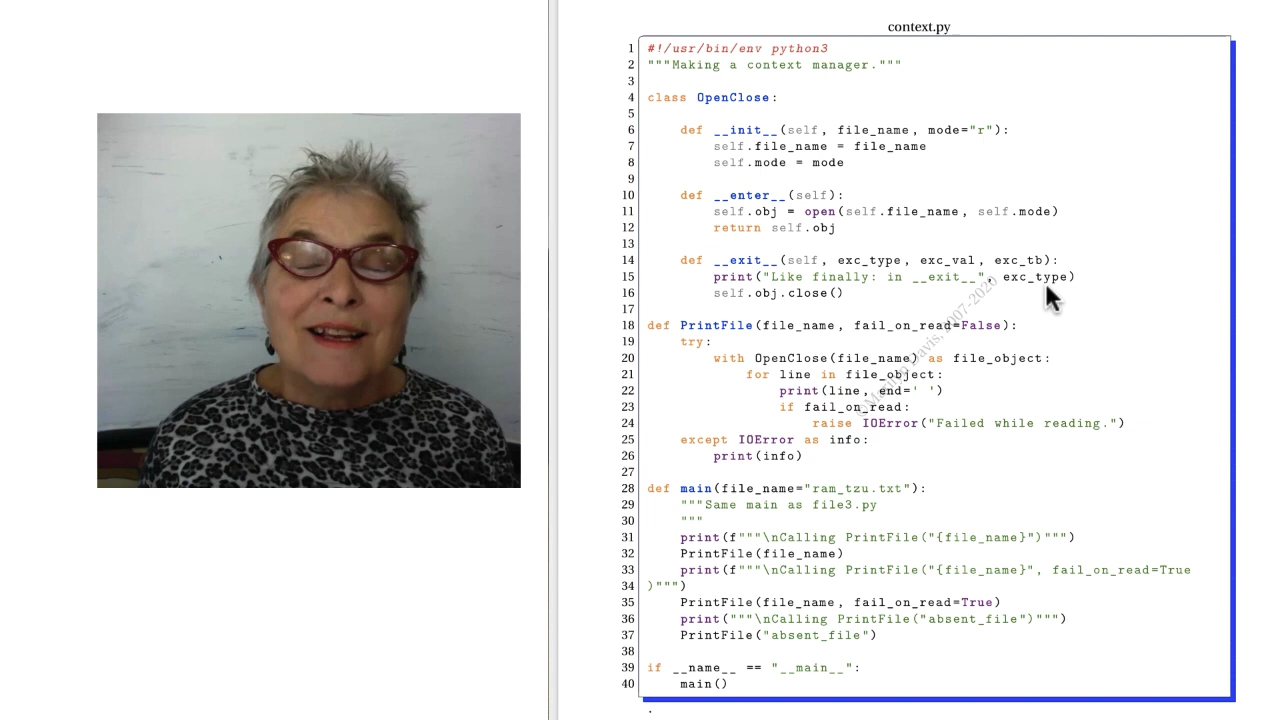 context.py
1 #!/usr/bin/env python3
2 """Making a context manager."""
3
4 class OpenClose:
5
6     def __init__(self, file_name, mode="r"):
7         self.file_name = file_name
8         self.mode = mode
9
10     def __enter__(self):
11         self.obj = open(self.file_name, self.mode)
12         return self.obj
13
14     def __exit__(self, exc_type, exc_val, exc_tb):
15         print("Like finally: in __exit__", exc_type)
16         self.obj.close()
17
18 def PrintFile(file_name, fail_on_read=False):
19     try:
20         with OpenClose(file_name) as file_object:
21             for line in file_object:
22                 print(line, end=' ')
23                 if fail_on_read:
24                     raise IOError("Failed while reading.")
25     except IOError as info:
26         print(info)
27
28 def main(file_name="ram_tzu.txt"):
29     """Same main as file3.py
30     """
31     print(f"""\nCalling PrintFile("{file_name}")""")
32     PrintFile(file_name)
33     print(f"""\nCalling PrintFile("{file_name}", fail_on_read=True
34 )""")
35     PrintFile(file_name, fail_on_read=True)
36     print("""\nCalling PrintFile("absent_file")""")
37     PrintFile("absent_file")
38
39 if __name__ == "__main__":
40     main()
©Marilyn Davis, 2007-2020